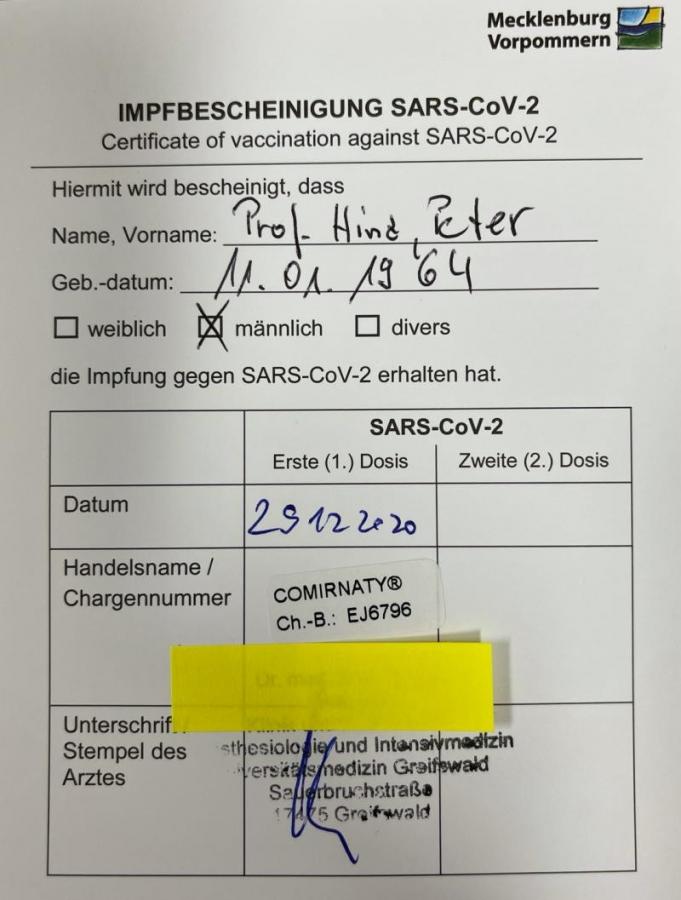 Mecklenburg
Vorpommern
IMPFBESCHEINIGUNG SARS-CoV-2
Certificate of vaccination against SARS-CoV-2
Hiermit wird bescheinigt, dass
Name, Vorname: Prof. Hinz, Peter
Geb.-datum: 11.01.1964
weiblich männlich divers
die Impfung gegen SARS-CoV-2 erhalten hat.
SARS-CoV-2
Erste (1.) Dosis Zweite (2.) Dosis
Datum 29 12 2020
Handelsname /
Chargennummer
COMIRNATY®
Ch.-B.: EJ6796
Dr.
Unterschrift
Stempel des
Arztes
sthesiologie und Intensivmedizin
versitätsmedizin Greifswald
Sauerbruchstraße
17475 Greifswald